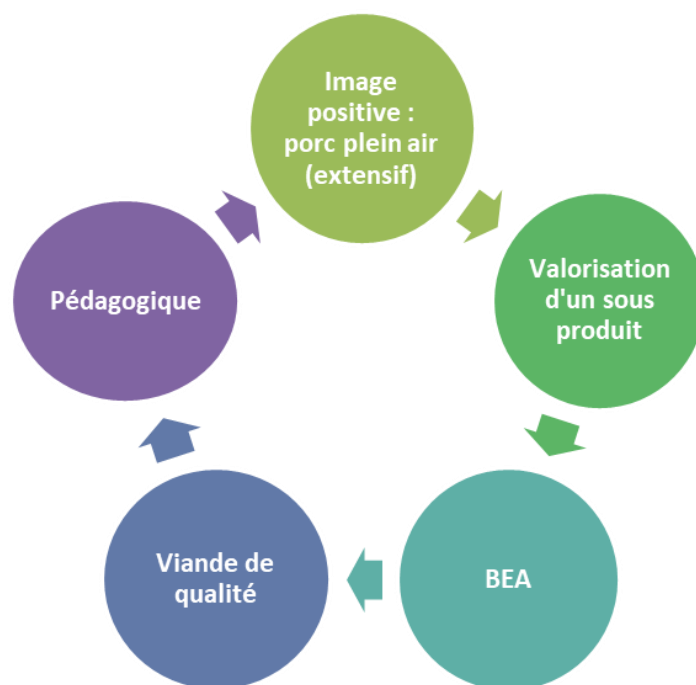 Image
positive :
porc plein air
(extensif)
Valorisation
d'un sous
produit
BEA
Viande de
qualité
Pédagogique